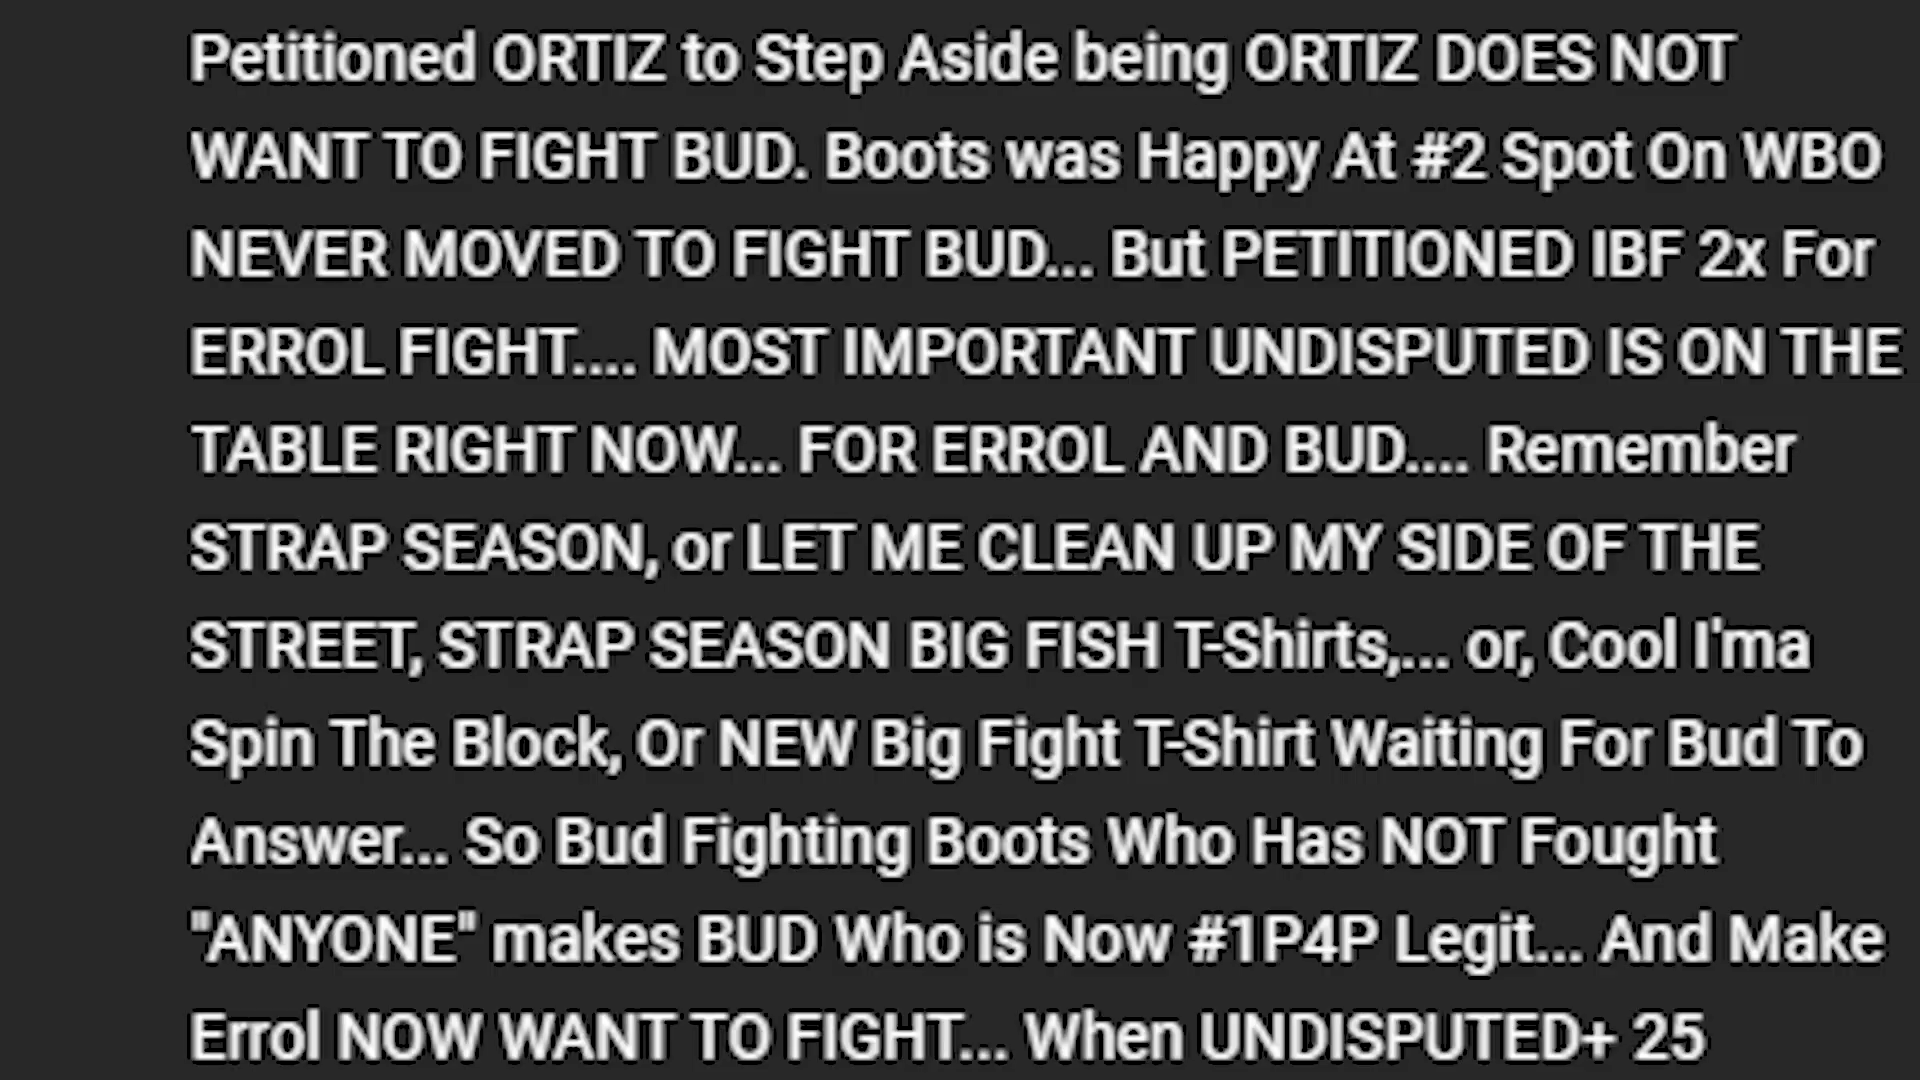 Petitioned ORTIZ to Step Aside being ORTIZ DOES NOT
WANT TO FIGHT BUD. Boots was Happy At #2 Spot On WBO
NEVER MOVED TO FIGHT BUD... But PETITIONED IBF 2x For
ERROL FIGHT.... MOST IMPORTANT UNDISPUTED IS ON THE
TABLE RIGHT NOW... FOR ERROL AND BUD.... Remember
STRAP SEASON, or LET ME CLEAN UP MY SIDE OF THE
STREET, STRAP SEASON BIG FISH T-Shirts,... or, Cool I'ma
Spin The Block, Or NEW Big Fight T-Shirt Waiting For Bud To
Answer... So Bud Fighting Boots Who Has NOT Fought
"ANYONE" makes BUD Who is Now #1P4P Legit... And Make
Errol NOW WANT TO FIGHT... When UNDISPUTED+ 25